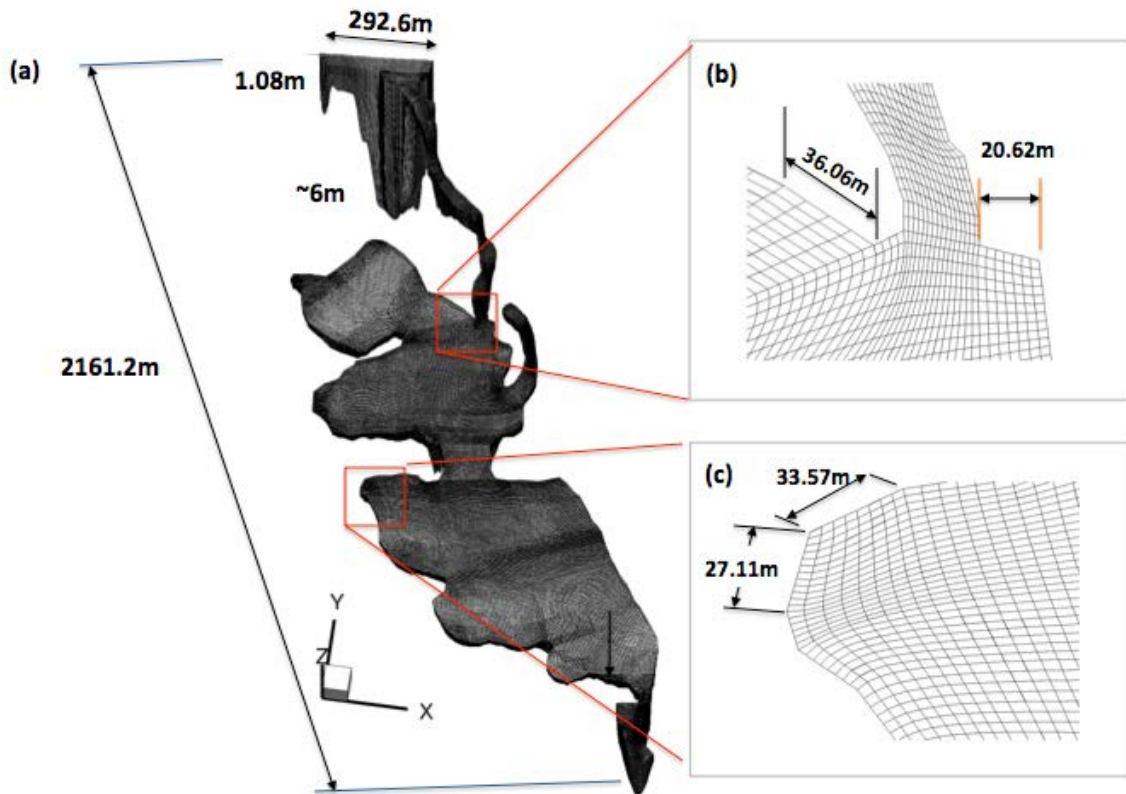 292.6m
(a)
1.08m
~6m
2161.2m
Y
Z
X
(b)
36.06m
20.62m
(c)
33.57m
27.11m